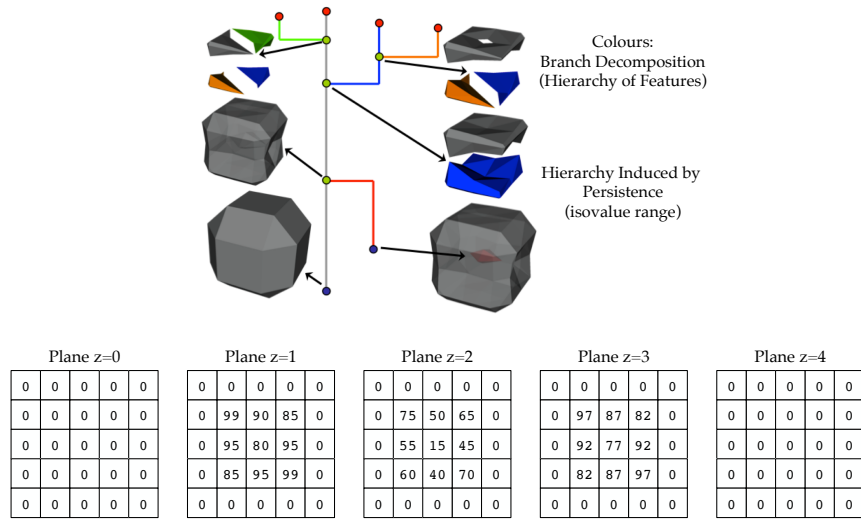 Colours:
Branch Decomposition
(Hierarchy of Features)
Hierarchy Induced by
Persistence
(isovalue range)
Plane z=0 Plane z=1 Plane z=2 Plane z=3 Plane z=4
0 0 0 0 0 0 0 0 0 0 0 0 0 0 0 0 0 0 0 0 0 0 0 0 0
0 0 0 0 0 0 99 90 85 0 0 75 50 65 0 0 97 87 82 0 0 0 0 0 0
0 0 0 0 0 0 95 80 95 0 0 55 15 45 0 0 92 77 92 0 0 0 0 0 0
0 0 0 0 0 0 85 95 99 0 0 60 40 70 0 0 82 87 97 0 0 0 0 0 0
0 0 0 0 0 0 0 0 0 0 0 0 0 0 0 0 0 0 0 0 0 0 0 0 0